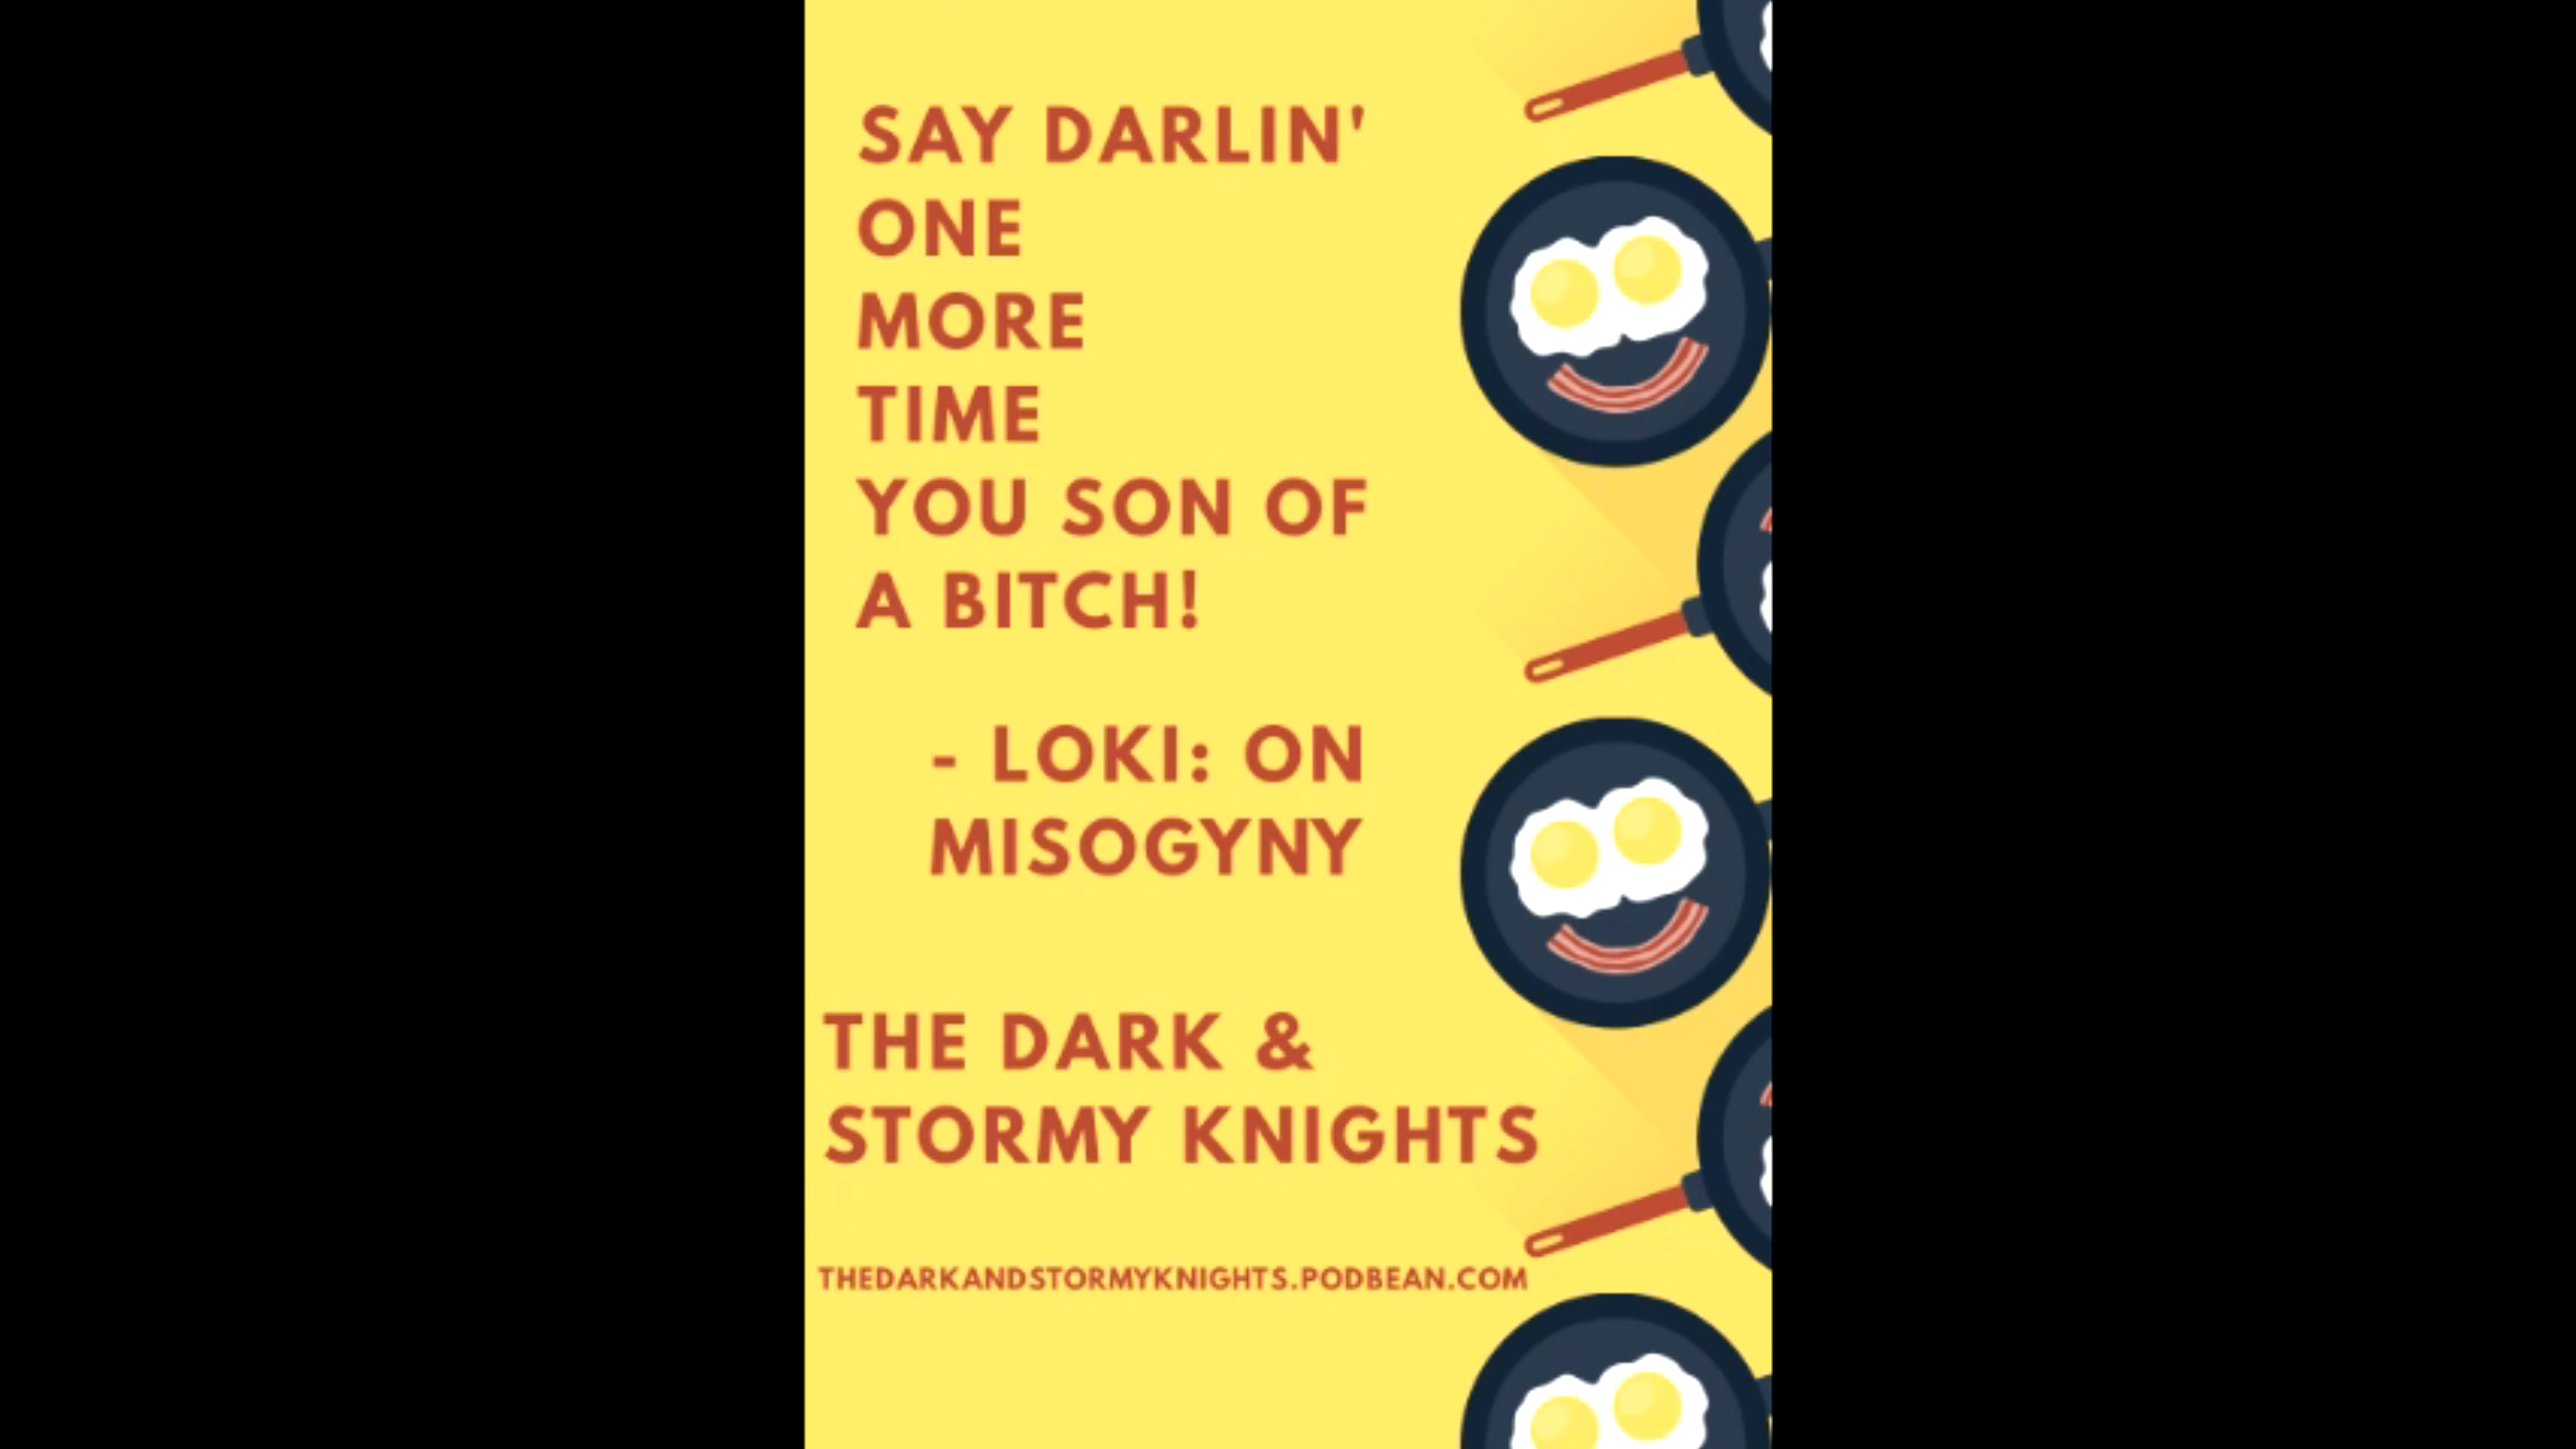 SAY DARLIN'
ONE
MORE
TIME
YOU SON OF
A BITCH!
- LOKI: ON
MISOGYNY
THE DARK &
STORMY KNIGHTS
THEDARKANDSTORMYKNIGHTS.PODBEAN.COM